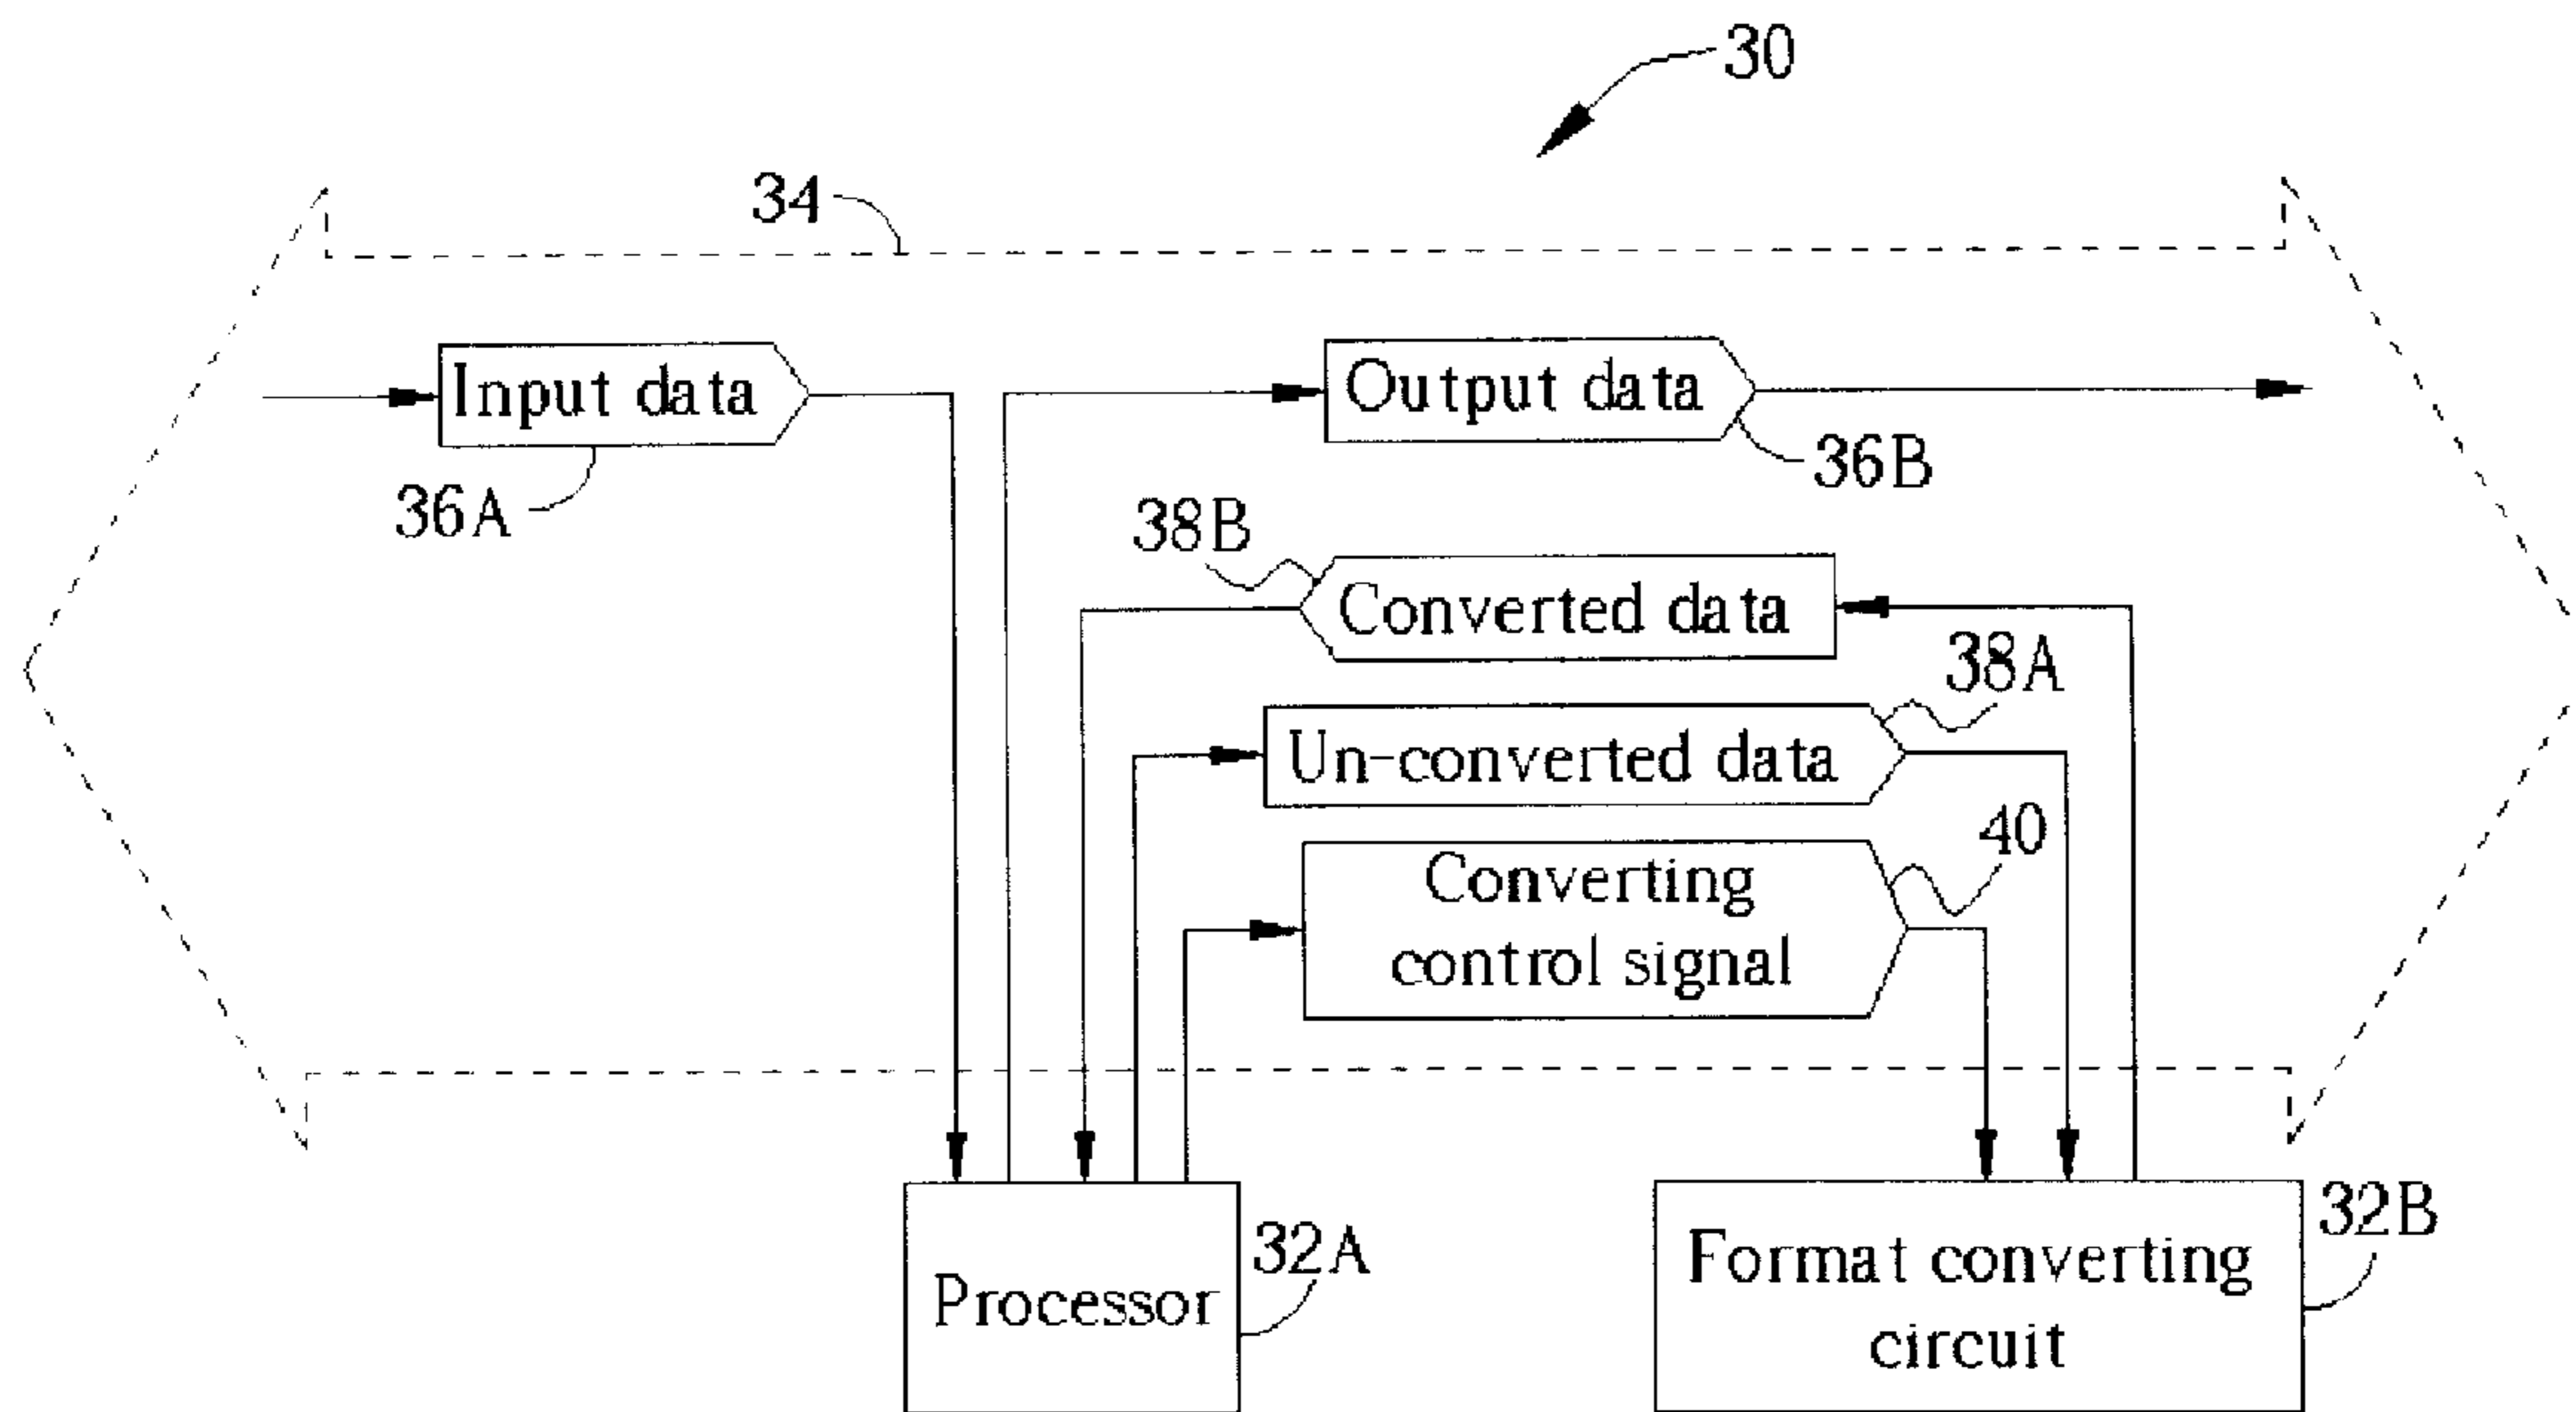 30
34
Input data
Output data
36A
36B
38B
Converted data
38A
Un-converted data
40
Converting
control signal
32A
Processor
32B
Format converting
circuit